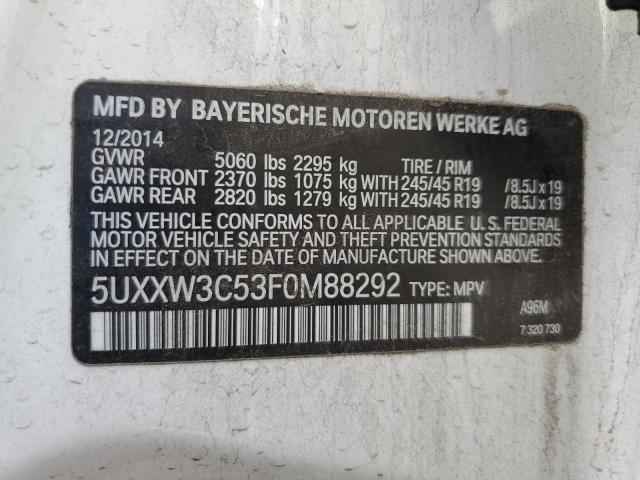 MFD BY BAYERISCHE MOTOREN WERKE AG
12/2014
GVWR 5060 lbs 2295 kg TIRE / RIM
GAWR FRONT 2370 lbs 1075 kg WITH 245/45 R19 /8.5J x 19
GAWR REAR 2820 lbs 1279 kg WITH 245/45 R19 /8.5J x 19
THIS VEHICLE CONFORMS TO ALL APPLICABLE U. S. FEDERAL
MOTOR VEHICLE SAFETY AND THEFT PREVENTION STANDARDS
IN EFFECT ON THE DATE OF MANUFACTURE SHOWN ABOVE.
5UXXW3C53F0M88292 TYPE: MPV
A96M
7 320 730